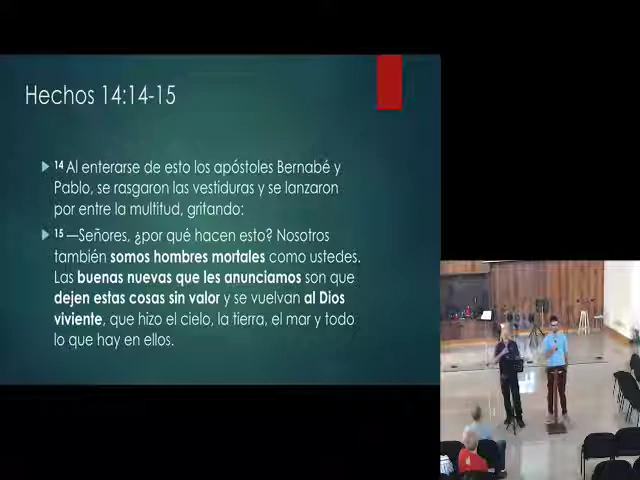 Hechos 14:14-15
14 Al enterarse de esto los apóstoles Bernabé y
Pablo, se rasgaron las vestiduras y se lanzaron
por entre la multitud, gritando:
15 —Señores, ¿por qué hacen esto? Nosotros
también somos hombres mortales como ustedes.
Las buenas nuevas que les anunciamos son que
dejen estas cosas sin valor y se vuelvan al Dios
viviente, que hizo el cielo, la tierra, el mar y todo
lo que hay en ellos.